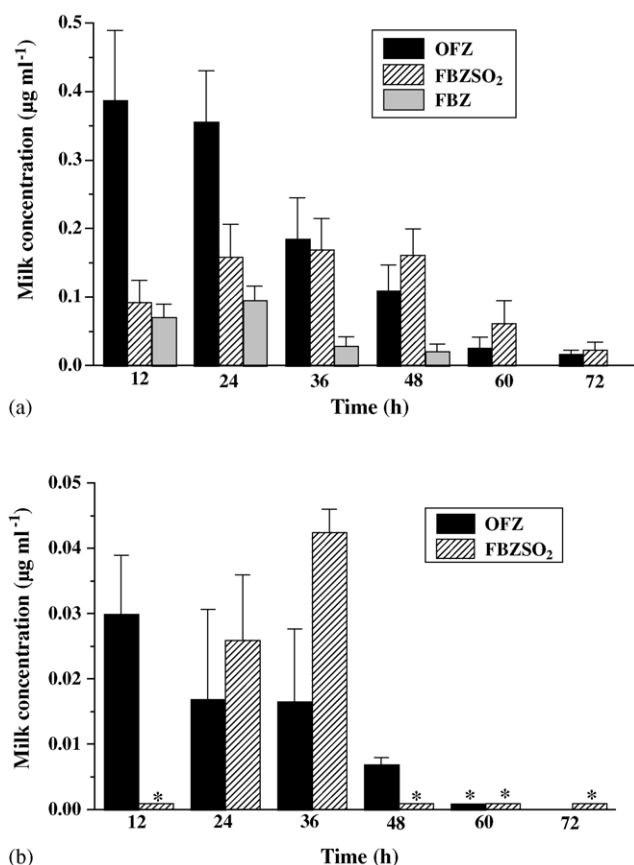 0.5
0.4
0.3
0.2
0.1
0.0
Milk concentration (µg ml⁻¹)
OFZ
FBZSO₂
FBZ
12 24 36 48 60 72
(a) Time (h)
0.05
0.04
0.03
0.02
0.01
0.00
Milk concentration (µg ml⁻¹)
OFZ
FBZSO₂
* * * * *
12 24 36 48 60 72
(b) Time (h)